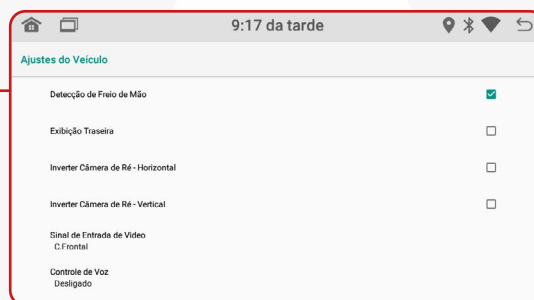 9:17 da tarde
Ajustes do Veículo
Detecção de Freio de Mão
Exibição Traseira
Inverter Câmera de Ré - Horizontal
Inverter Câmera de Ré - Vertical
Sinal de Entrada de Video
C.Frontal
Controle de Voz
Desligado